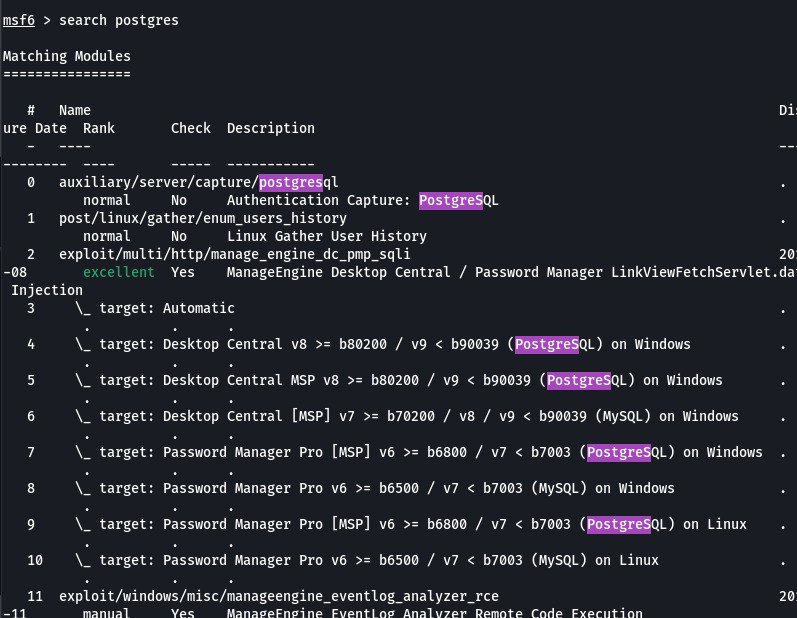 msf6 > search postgres
Matching Modules
================
#   Name   Di
ure Date  Rank       Check  Description
-   ----   --
--------  ----       -----  -----------
0   auxiliary/server/capture/postgresql   .
normal     No     Authentication Capture: PostgreSQL
1   post/linux/gather/enum_users_history   .
normal     No     Linux Gather User History
2   exploit/multi/http/manage_engine_dc_pmp_sqli   20
-08       excellent  Yes    ManageEngine Desktop Central / Password Manager LinkViewFetchServlet.dat
Injection
3     \_ target: Automatic   .
.          .      .
4     \_ target: Desktop Central v8 >= b80200 / v9 < b90039 (PostgreSQL) on Windows   .
.          .      .
5     \_ target: Desktop Central MSP v8 >= b80200 / v9 < b90039 (PostgreSQL) on Windows   .
.          .      .
6     \_ target: Desktop Central [MSP] v7 >= b70200 / v8 / v9 < b90039 (MySQL) on Windows   .
.          .      .
7     \_ target: Password Manager Pro [MSP] v6 >= b6800 / v7 < b7003 (PostgreSQL) on Windows   .
.          .      .
8     \_ target: Password Manager Pro v6 >= b6500 / v7 < b7003 (MySQL) on Windows   .
.          .      .
9     \_ target: Password Manager Pro [MSP] v6 >= b6800 / v7 < b7003 (PostgreSQL) on Linux   .
.          .      .
10    \_ target: Password Manager Pro v6 >= b6500 / v7 < b7003 (MySQL) on Linux   .
.          .      .
11  exploit/windows/misc/manageengine_eventlog_analyzer_rce   20
-11       manual     Yes    ManageEngine EventLog Analyzer Remote Code Execution